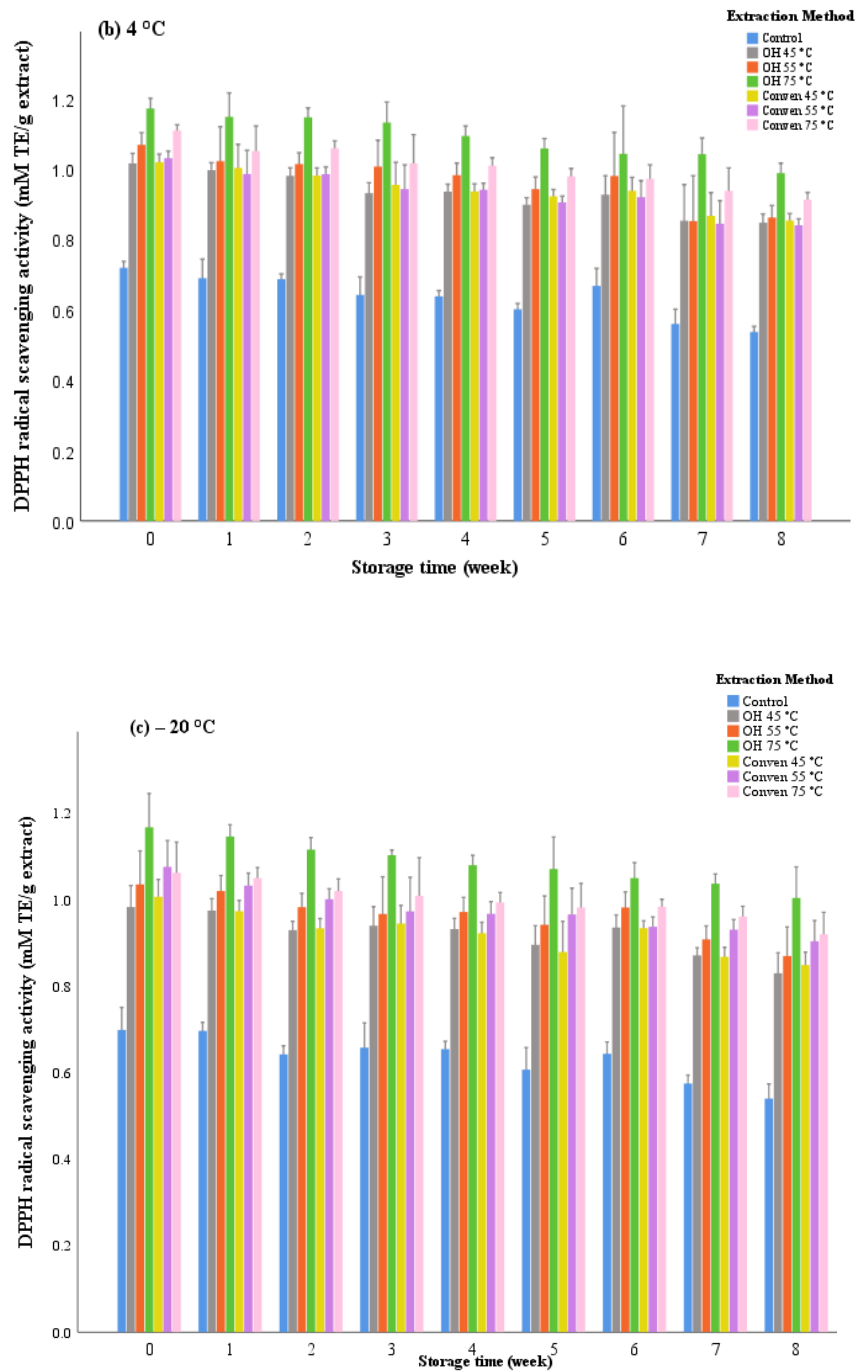 (b) 4 °C
Extraction Method
Control
OH 45 °C
OH 55 °C
OH 75 °C
Conven 45 °C
Conven 55 °C
Conven 75 °C
DPPH radical scavenging activity (mM TE/g extract)
1.2
1.0
0.8
0.6
0.4
0.2
0.0
0 1 2 3 4 5 6 7 8
Storage time (week)
Extraction Method
(c) – 20 °C
Control
OH 45 °C
OH 55 °C
OH 75 °C
Conven 45 °C
Conven 55 °C
Conven 75 °C
DPPH radical scavenging activity (mM TE/g extract)
1.2
1.0
0.8
0.6
0.4
0.2
0.0
0 1 2 3 4 5 6 7 8
Storage time (week)